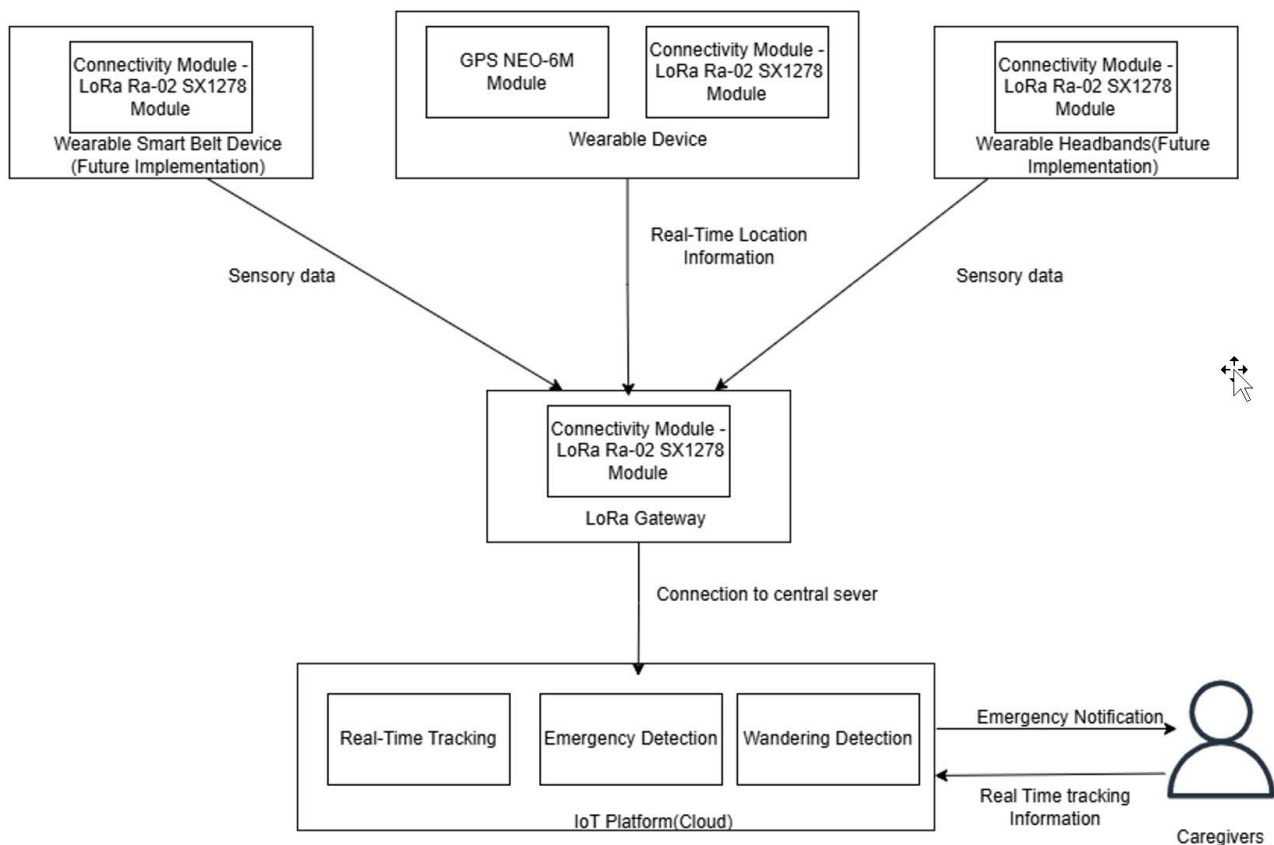 Connectivity Module -
LoRa Ra-02 SX1278
Module
Wearable Smart Belt Device
(Future Implementation)
GPS NEO-6M
Module
Connectivity Module -
LoRa Ra-02 SX1278
Module
Wearable Device
Connectivity Module -
LoRa Ra-02 SX1278
Module
Wearable Headbands(Future
Implementation)
Sensory data
Real-Time Location
Information
Sensory data
Connectivity Module -
LoRa Ra-02 SX1278
Module
LoRa Gateway
Connection to central sever
Real-Time Tracking
Emergency Detection
Wandering Detection
IoT Platform(Cloud)
Emergency Notification
Real Time tracking
Information
Caregivers